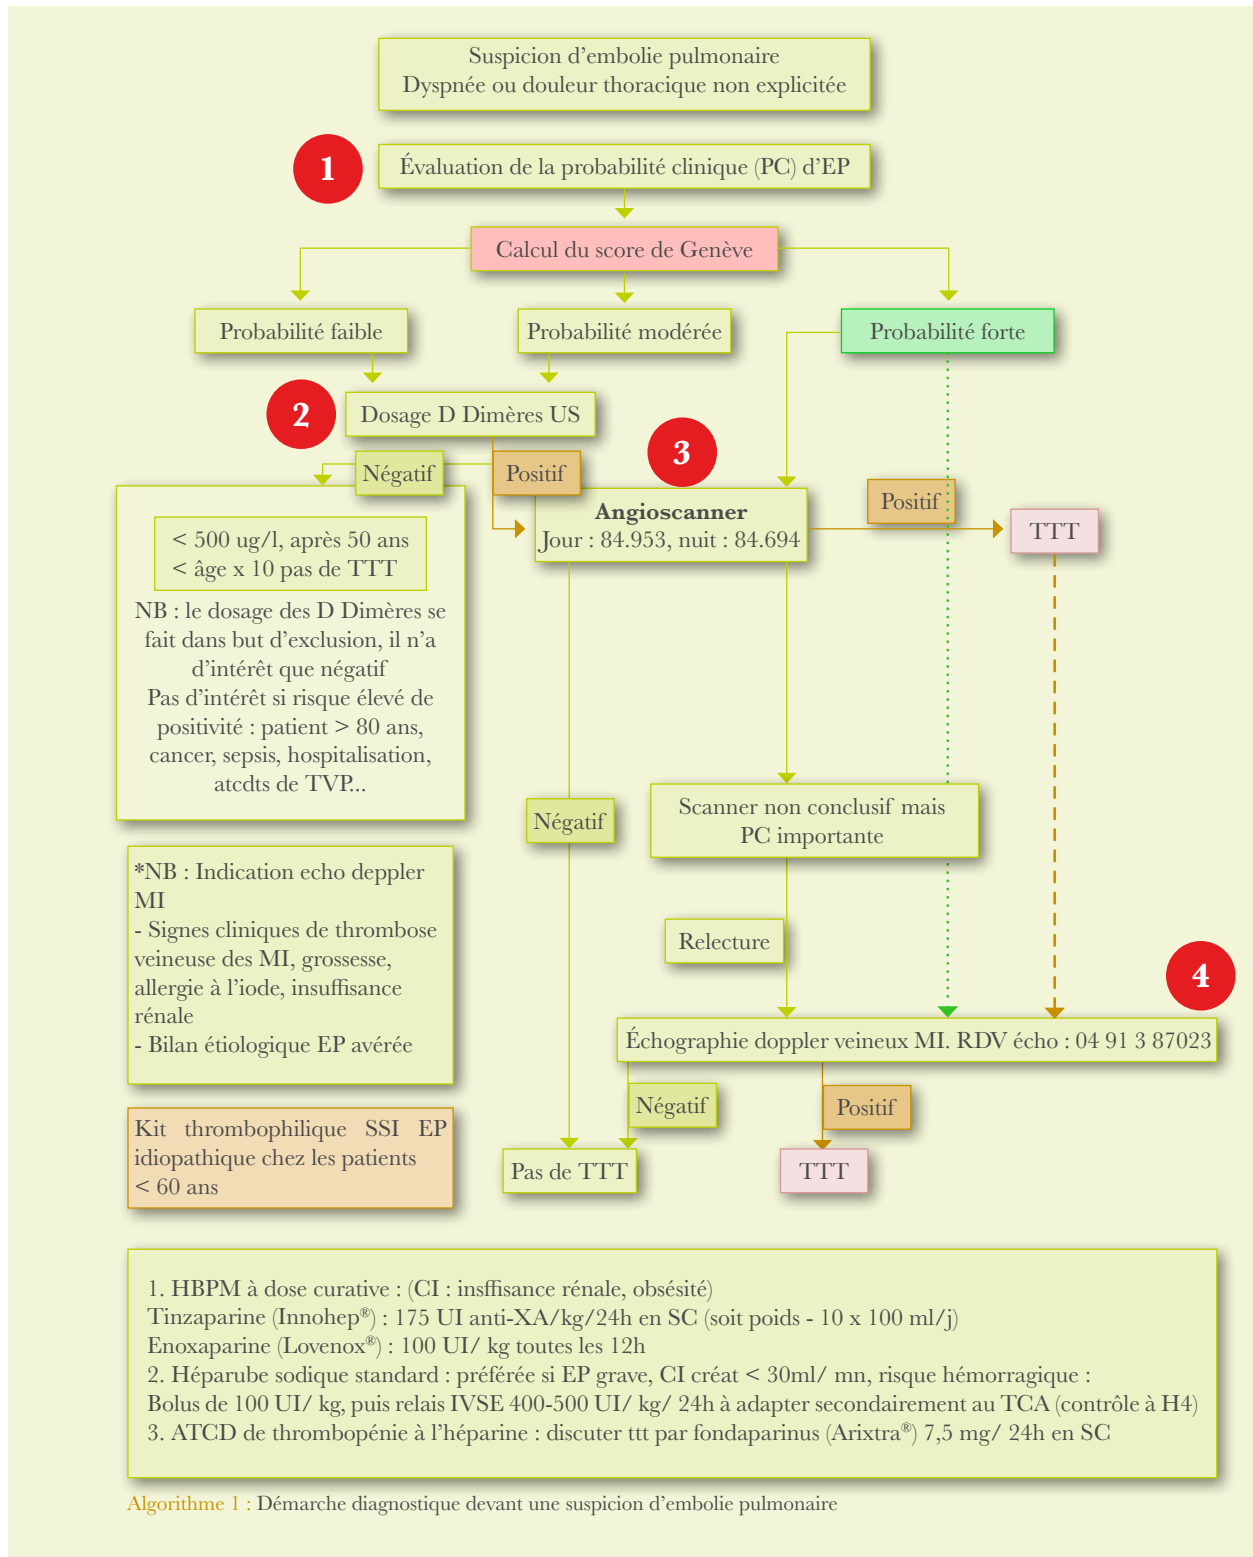 Suspicion d’embolie pulmonaire
Dyspnée ou douleur thoracique non explicitée
1
Évaluation de la probabilité clinique (PC) d’EP
Calcul du score de Genève
Probabilité faible
Probabilité modérée
Probabilité forte
2
Dosage D Dimères US
3
Négatif
Positif
Angioscanner
Jour : 84.953, nuit : 84.694
Positif
TTT
< 500 ug/l, après 50 ans
< âge x 10 pas de TTT
NB : le dosage des D Dimères se
fait dans but d’exclusion, il n’a
d’intérêt que négatif
Pas d’intérêt si risque élevé de
positivité : patient > 80 ans,
cancer, sepsis, hospitalisation,
atcdts de TVP...
Négatif
Scanner non conclusif mais
PC importante
*NB : Indication echo deppler
MI
- Signes cliniques de thrombose
veineuse des MI, grossesse,
allergie à l’iode, insuffisance
rénale
- Bilan étiologique EP avérée
Relecture
4
Échographie doppler veineux MI. RDV écho : 04 91 3 87023
Négatif
Positif
Kit thrombophilique SSI EP
idiopathique chez les patients
< 60 ans
Pas de TTT
TTT
1. HBPM à dose curative : (CI : insffisance rénale, obsésité)
Tinzaparine (Innohep®) : 175 UI anti-XA/kg/24h en SC (soit poids - 10 x 100 ml/j)
Enoxaparine (Lovenox®) : 100 UI/ kg toutes les 12h
2. Héparube sodique standard : préférée si EP grave, CI créat < 30ml/ mn, risque hémorragique :
Bolus de 100 UI/ kg, puis relais IVSE 400-500 UI/ kg/ 24h à adapter secondairement au TCA (contrôle à H4)
3. ATCD de thrombopénie à l’héparine : discuter ttt par fondaparinus (Arixtra®) 7,5 mg/ 24h en SC
Algorithme 1 : Démarche diagnostique devant une suspicion d’embolie pulmonaire